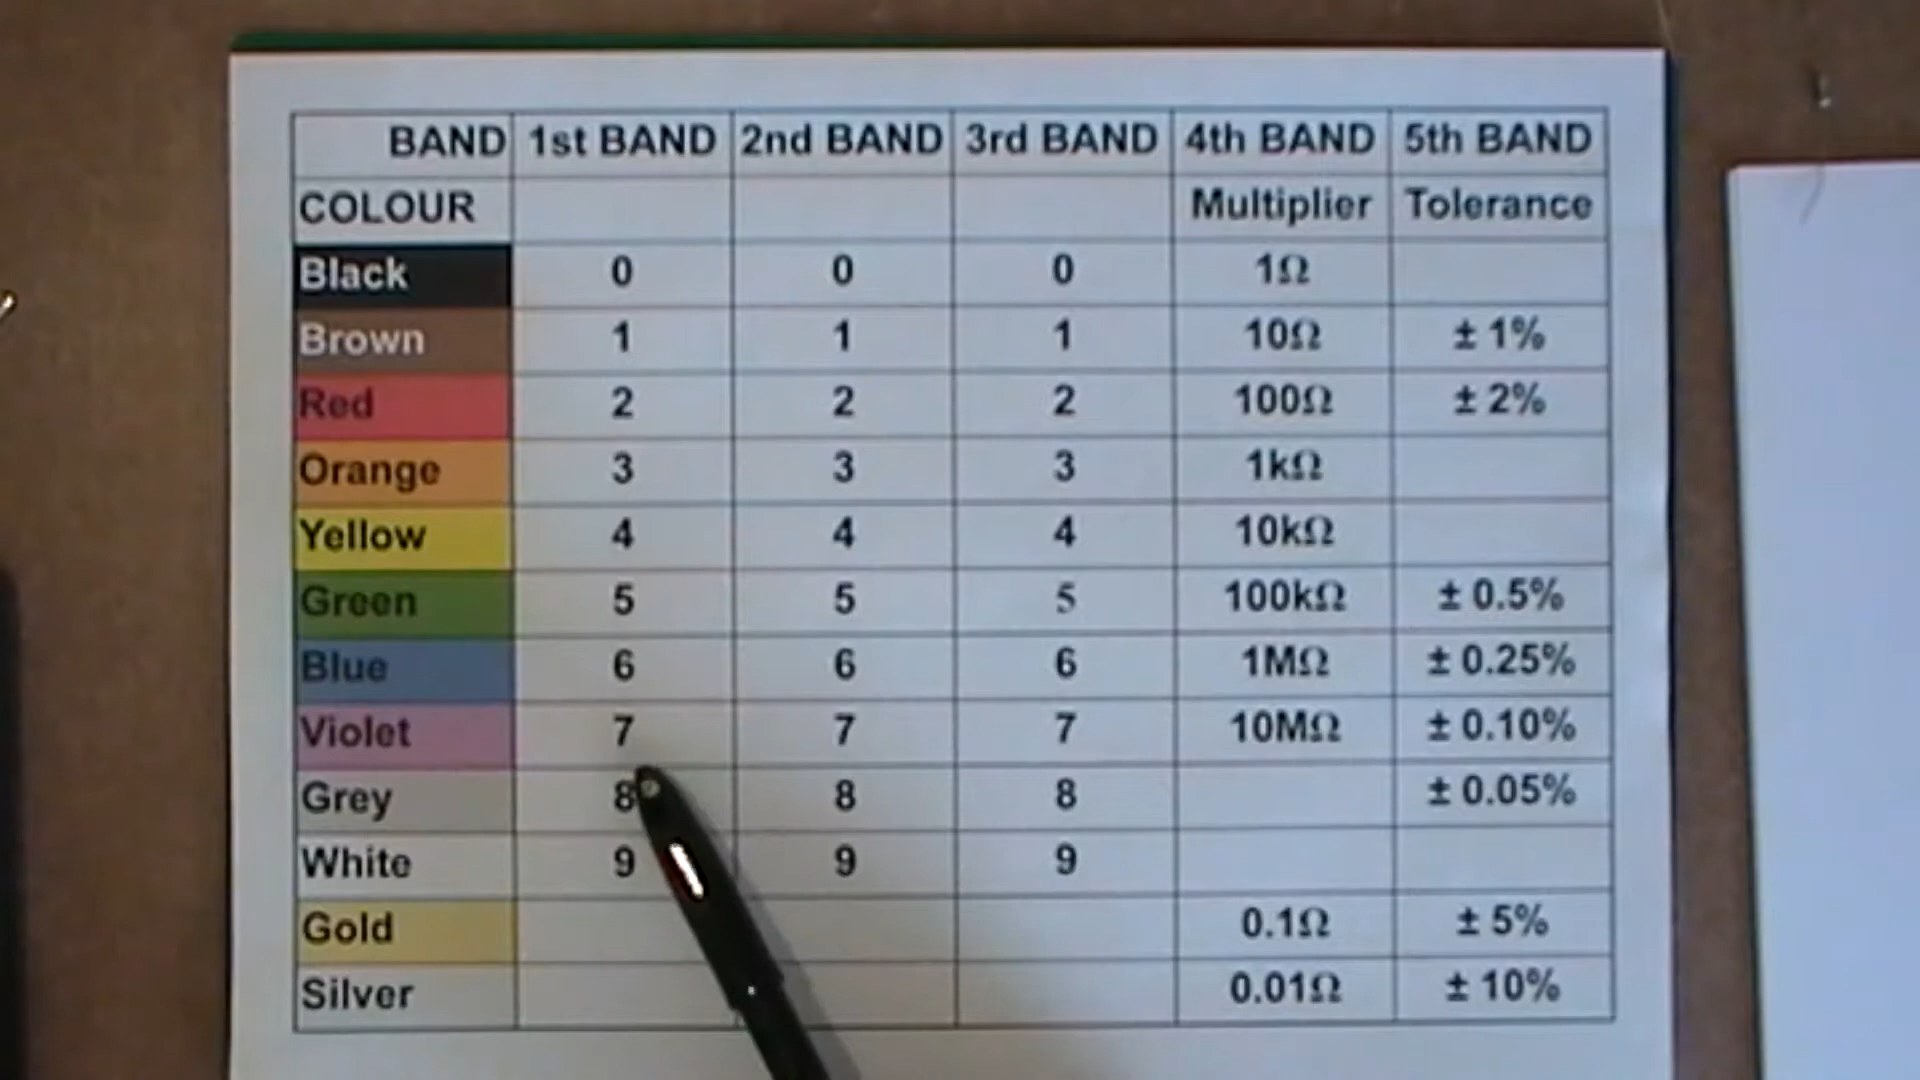 BAND 1st BAND 2nd BAND 3rd BAND 4th BAND 5th BAND
COLOUR Multiplier Tolerance
Black 0 0 0 1Ω
Brown 1 1 1 10Ω ± 1%
Red 2 2 2 100Ω ± 2%
Orange 3 3 3 1kΩ
Yellow 4 4 4 10kΩ
Green 5 5 5 100kΩ ± 0.5%
Blue 6 6 6 1MΩ ± 0.25%
Violet 7 7 7 10MΩ ± 0.10%
Grey 8 8 8 ± 0.05%
White 9 9 9
Gold 0.1Ω ± 5%
Silver 0.01Ω ± 10%